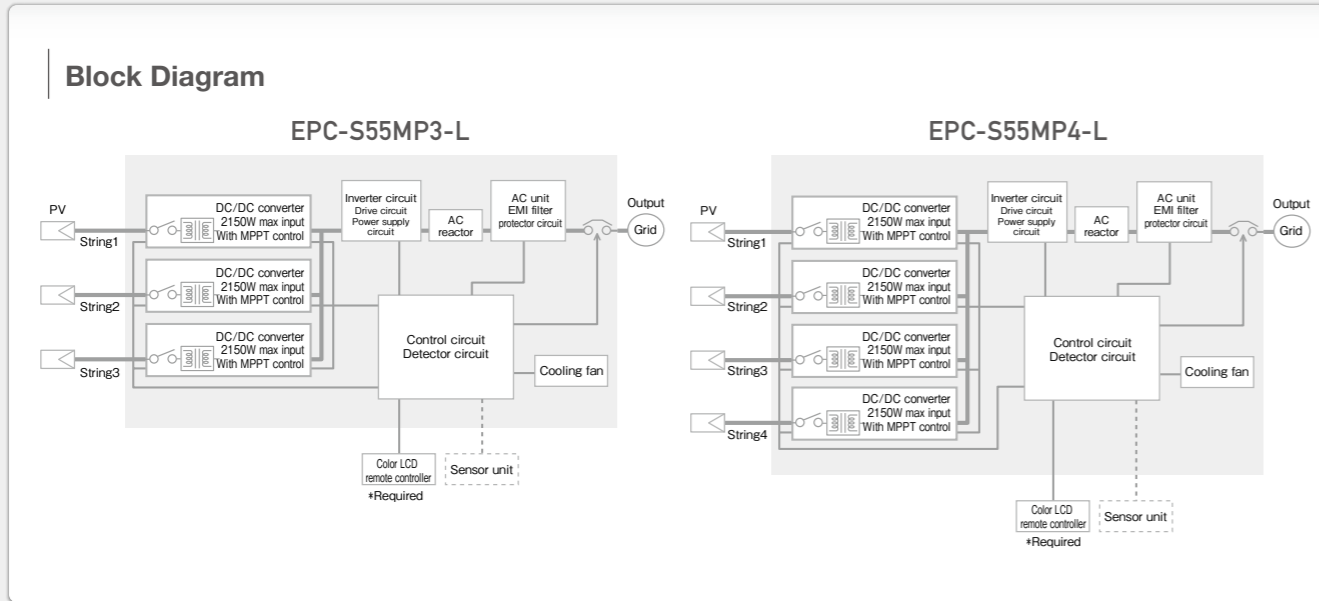 Block Diagram
EPC-S55MP3-L
PV
String1
String2
String3
DC/DC converter
2150W max input
With MPPT control
DC/DC converter
2150W max input
With MPPT control
DC/DC converter
2150W max input
With MPPT control
Inverter circuit
Drive circuit
Power supply
circuit
AC
reactor
AC unit
EMI filter
protector circuit
Output
Grid
Control circuit
Detector circuit
Cooling fan
Color LCD
remote controller
*Required
Sensor unit
EPC-S55MP4-L
PV
String1
String2
String3
String4
DC/DC converter
2150W max input
With MPPT control
DC/DC converter
2150W max input
With MPPT control
DC/DC converter
2150W max input
With MPPT control
DC/DC converter
2150W max input
With MPPT control
Inverter circuit
Drive circuit
Power supply
circuit
AC
reactor
AC unit
EMI filter
protector circuit
Output
Grid
Control circuit
Detector circuit
Cooling fan
Color LCD
remote controller
*Required
Sensor unit